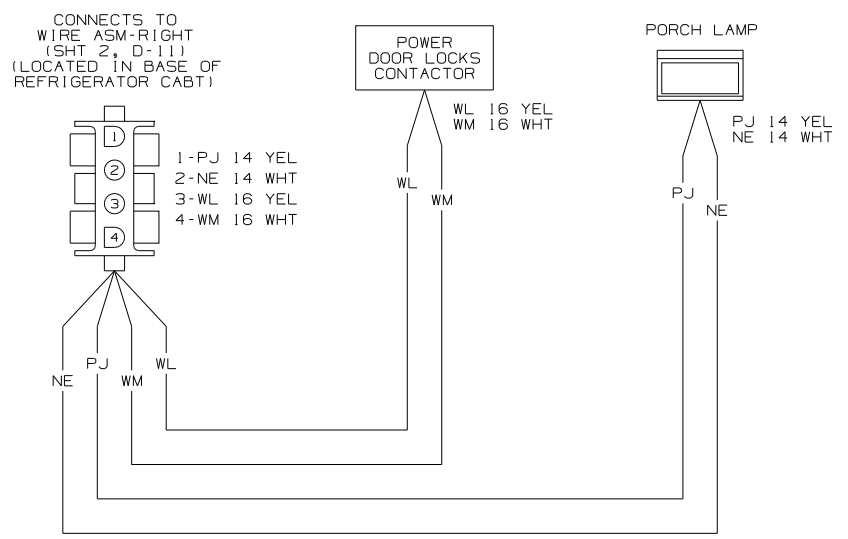 CONNECTS TO
WIRE ASM-RIGHT
(SHT 2, D-11)
(LOCATED IN BASE OF
REFRIGERATOR CABT)
POWER
DOOR LOCKS
CONTACTOR
PORCH LAMP
WL 16 YEL
WM 16 WHT
PJ 14 YEL
NE 14 WHT
1
2
3
4
1-PJ 14 YEL
2-NE 14 WHT
3-WL 16 YEL
4-WM 16 WHT
WL
WM
PJ
NE
NE
PJ
WM
WL